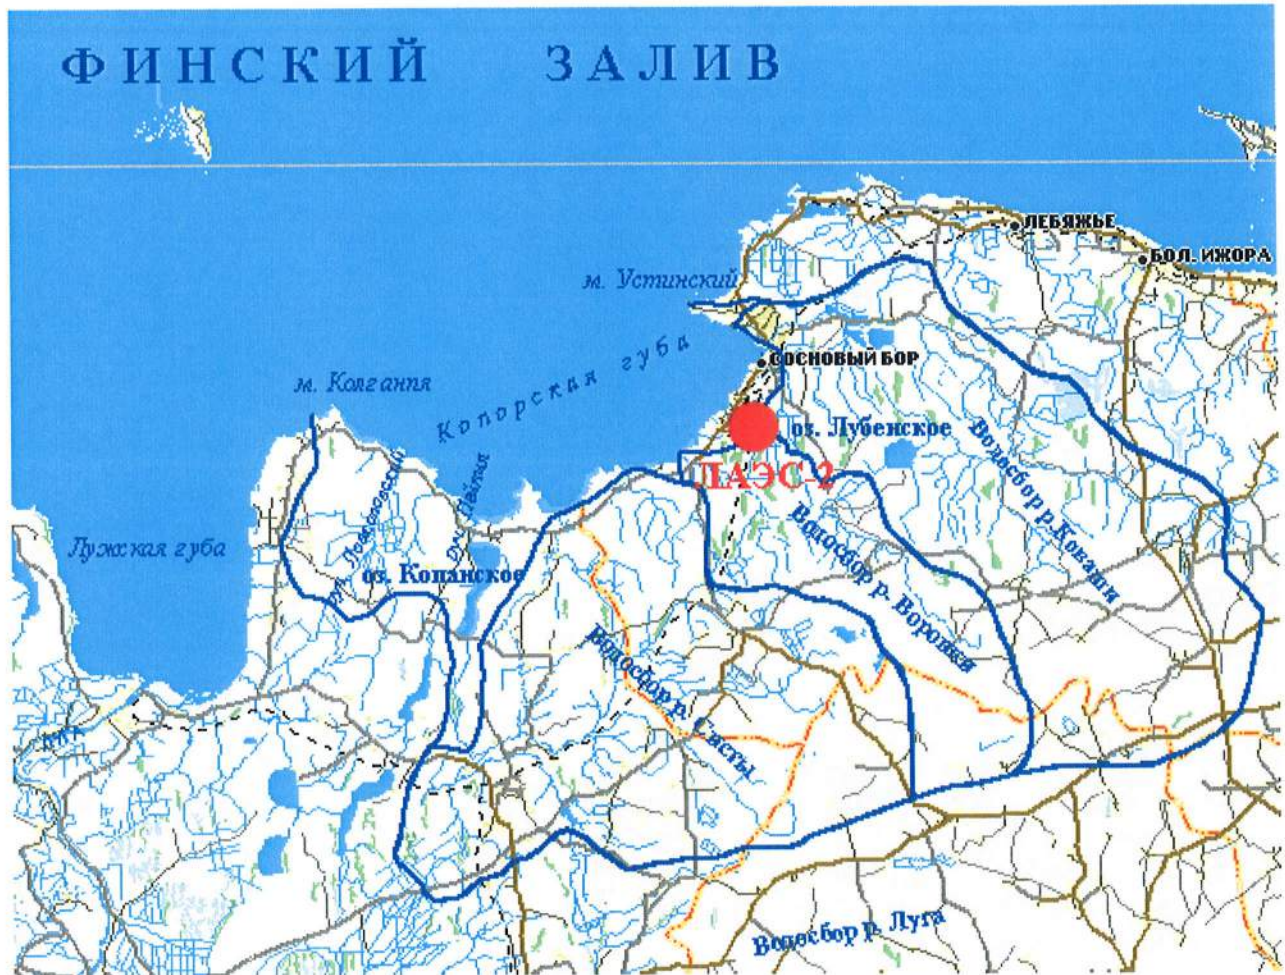 ФИНСКИЙ ЗАЛИВ
ЛЕБЯЖЬЕ
БОЛ. ИЖОРА
м. Устинский
Копорская губа
СОСНОВЫЙ БОР
м. Колганпя
оз. Лубенское
ЛАЭС-2
Лужская губа
оз. Копанское
Водосбор р. Коваши
Водосбор р. Воронка
Водосбор р. Систы
Водосбор р. Луга